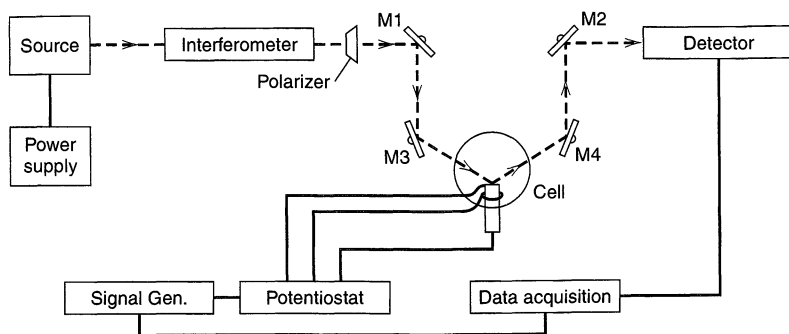 M1
M2
Source
Interferometer
Detector
Polarizer
Power
supply
M3
M4
Cell
Signal Gen.
Potentiostat
Data acquisition